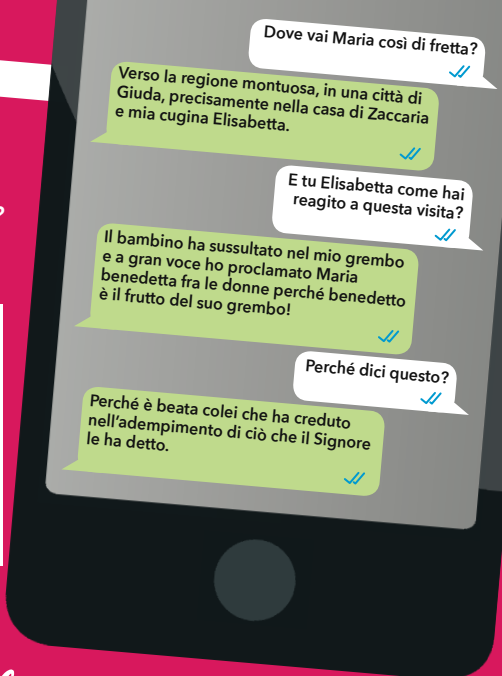 Dove vai Maria così di fretta?
Verso la regione montuosa, in una città di
Giuda, precisamente nella casa di Zaccaria
e mia cugina Elisabetta.
E tu Elisabetta come hai
reagito a questa visita?
Il bambino ha sussultato nel mio grembo
e a gran voce ho proclamato Maria
benedetta fra le donne perché benedetto
è il frutto del suo grembo!
Perché dici questo?
Perché è beata colei che ha creduto
nell'adempimento di ciò che il Signore
le ha detto.